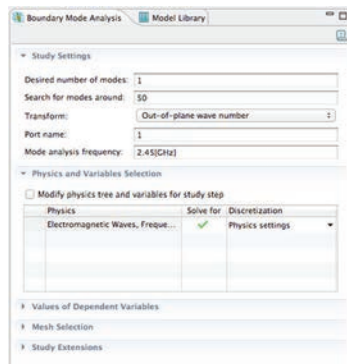 Boundary Mode Analysis Model Library
Study Settings
Desired number of modes: 1
Search for modes around: 50
Transform: Out-of-plane wave number
Port name: 1
Mode analysis frequency: 2.45[GHz]
Physics and Variables Selection
Modify physics tree and variables for study step
Physics Solve for Discretization
Electromagnetic Waves, Freque... Physics settings
Values of Dependent Variables
Mesh Selection
Study Extensions